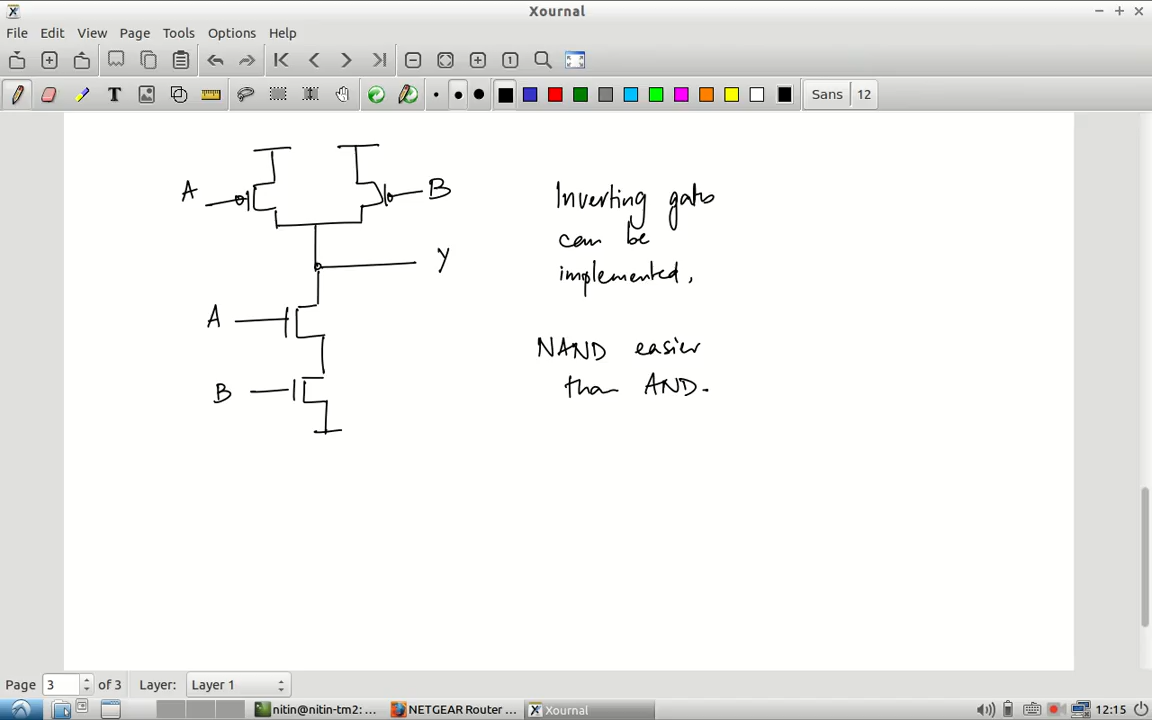 Xournal
File Edit View Page Tools Options Help
Sans 12
A
B
Y
A
B
Inverting gates
can be
implemented,
NAND easier
than AND.
Page 3 of 3 Layer: Layer 1
nitin@nitin-tm2: ... NETGEAR Router ... Xournal 12:15